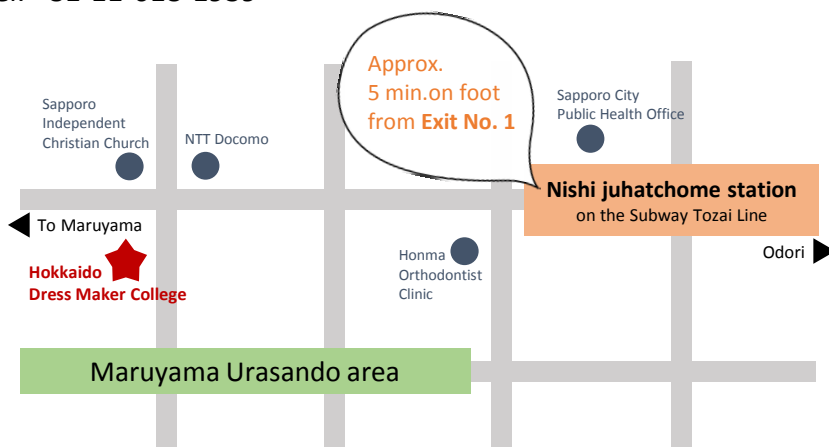 Approx.
5 min.on foot
from Exit No. 1
Sapporo
Independent
Christian Church
NTT Docomo
Sapporo City
Public Health Office
Nishi juhatchome station
on the Subway Tozai Line
To Maruyama
Odori
Honma
Orthodontist
Clinic
Hokkaido
Dress Maker College
Maruyama Urasando area